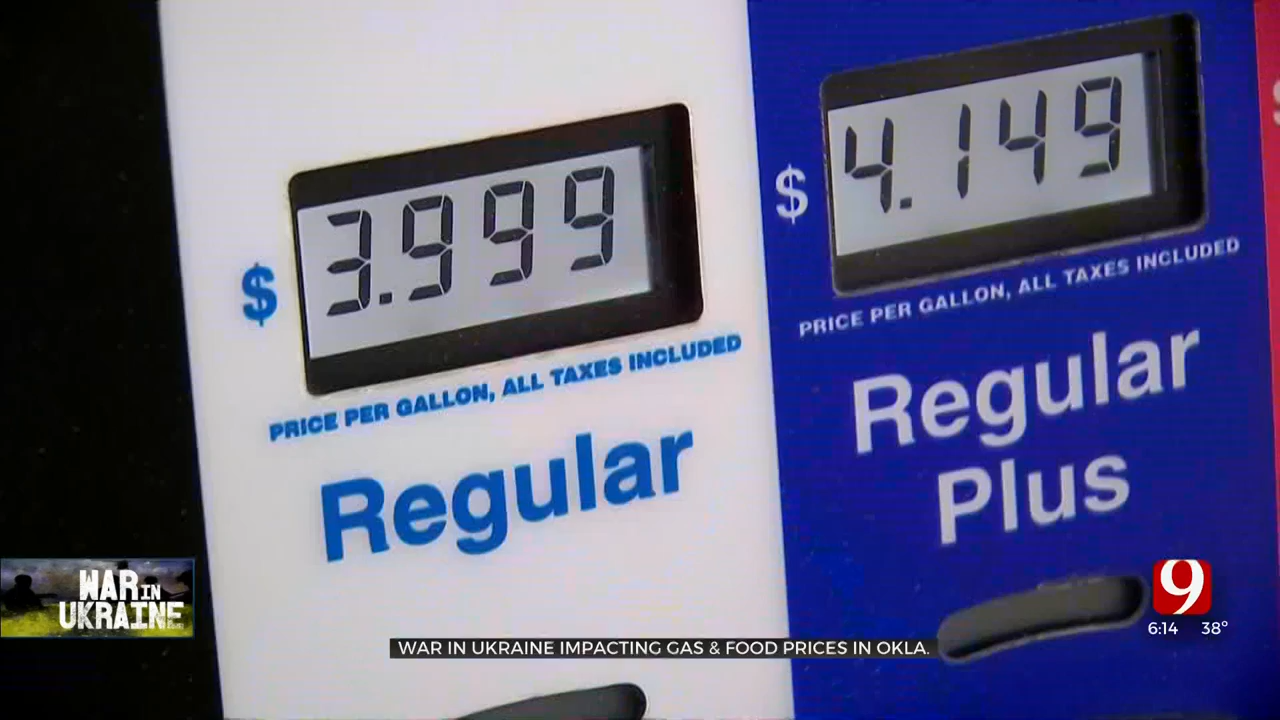 $ 3.999
PRICE PER GALLON, ALL TAXES INCLUDED
Regular
$ 4.149
PRICE PER GALLON, ALL TAXES INCLUDED
Regular
Plus
WAR IN
UKRAINE
WAR IN UKRAINE IMPACTING GAS & FOOD PRICES IN OKLA.
9
6:14 38°